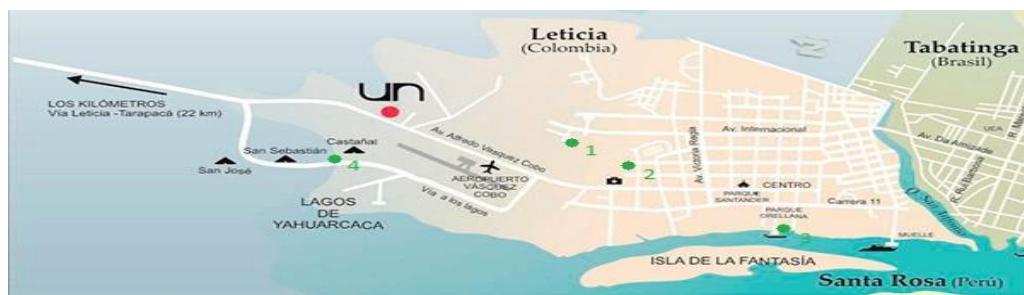 Leticia
(Colombia)
Tabatinga
(Brasil)
LOS KILÓMETROS
Vía Leticia -Tarapacá (22 km)
un
Av. Alfredo Vasquez Cobo
1
Av. Internacional
UEA
Av. Da Amizade
San José
San Sebastián
Castañal
4
AEROPUERTO
VÁSQUEZ
COBO
2
Av. Victoria Regia
CENTRO
PARQUE
SANTANDER
Carrera 11
R. Rui Barbosa
LAGOS
DE
YAHUARCACA
Vía a los lagos
PARQUE
ORELLANA
3
MUELLE
ISLA DE LA FANTASÍA
Santa Rosa (Perú)